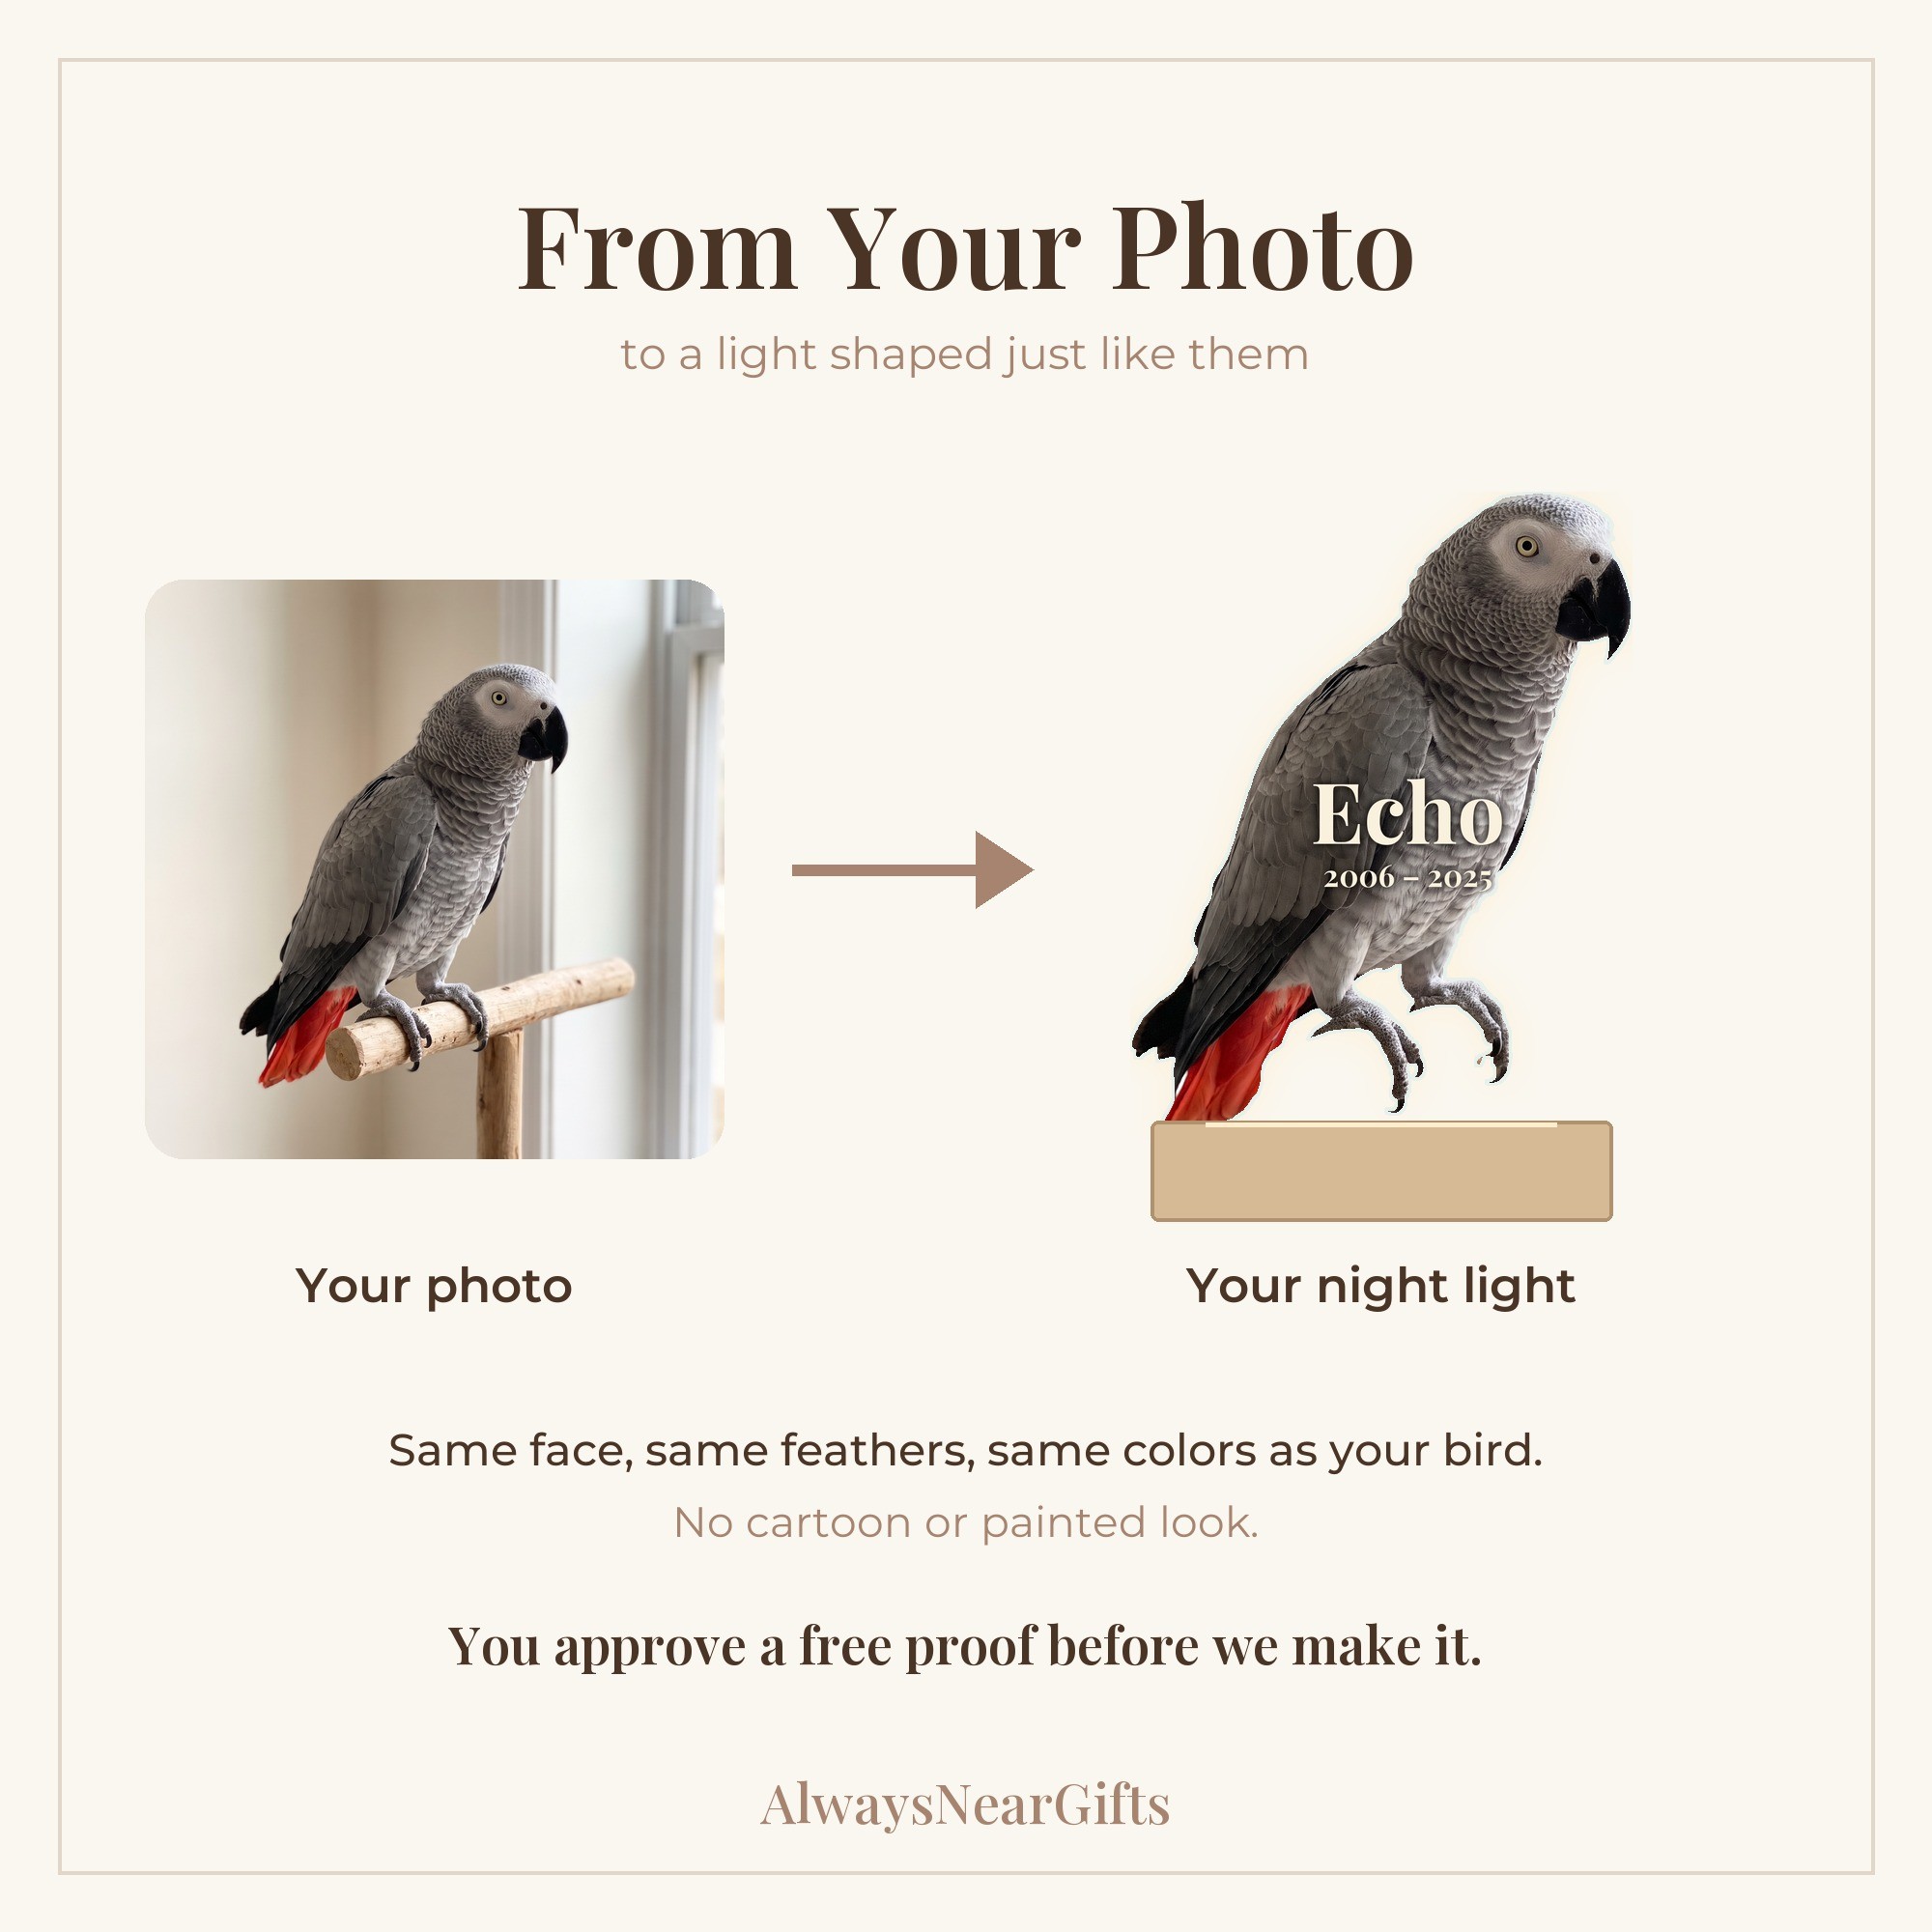 From Your Photo
to a light shaped just like them
Echo
2006 – 2025
Your photo
Your night light
Same face, same feathers, same colors as your bird.
No cartoon or painted look.
You approve a free proof before we make it.
AlwaysNearGifts